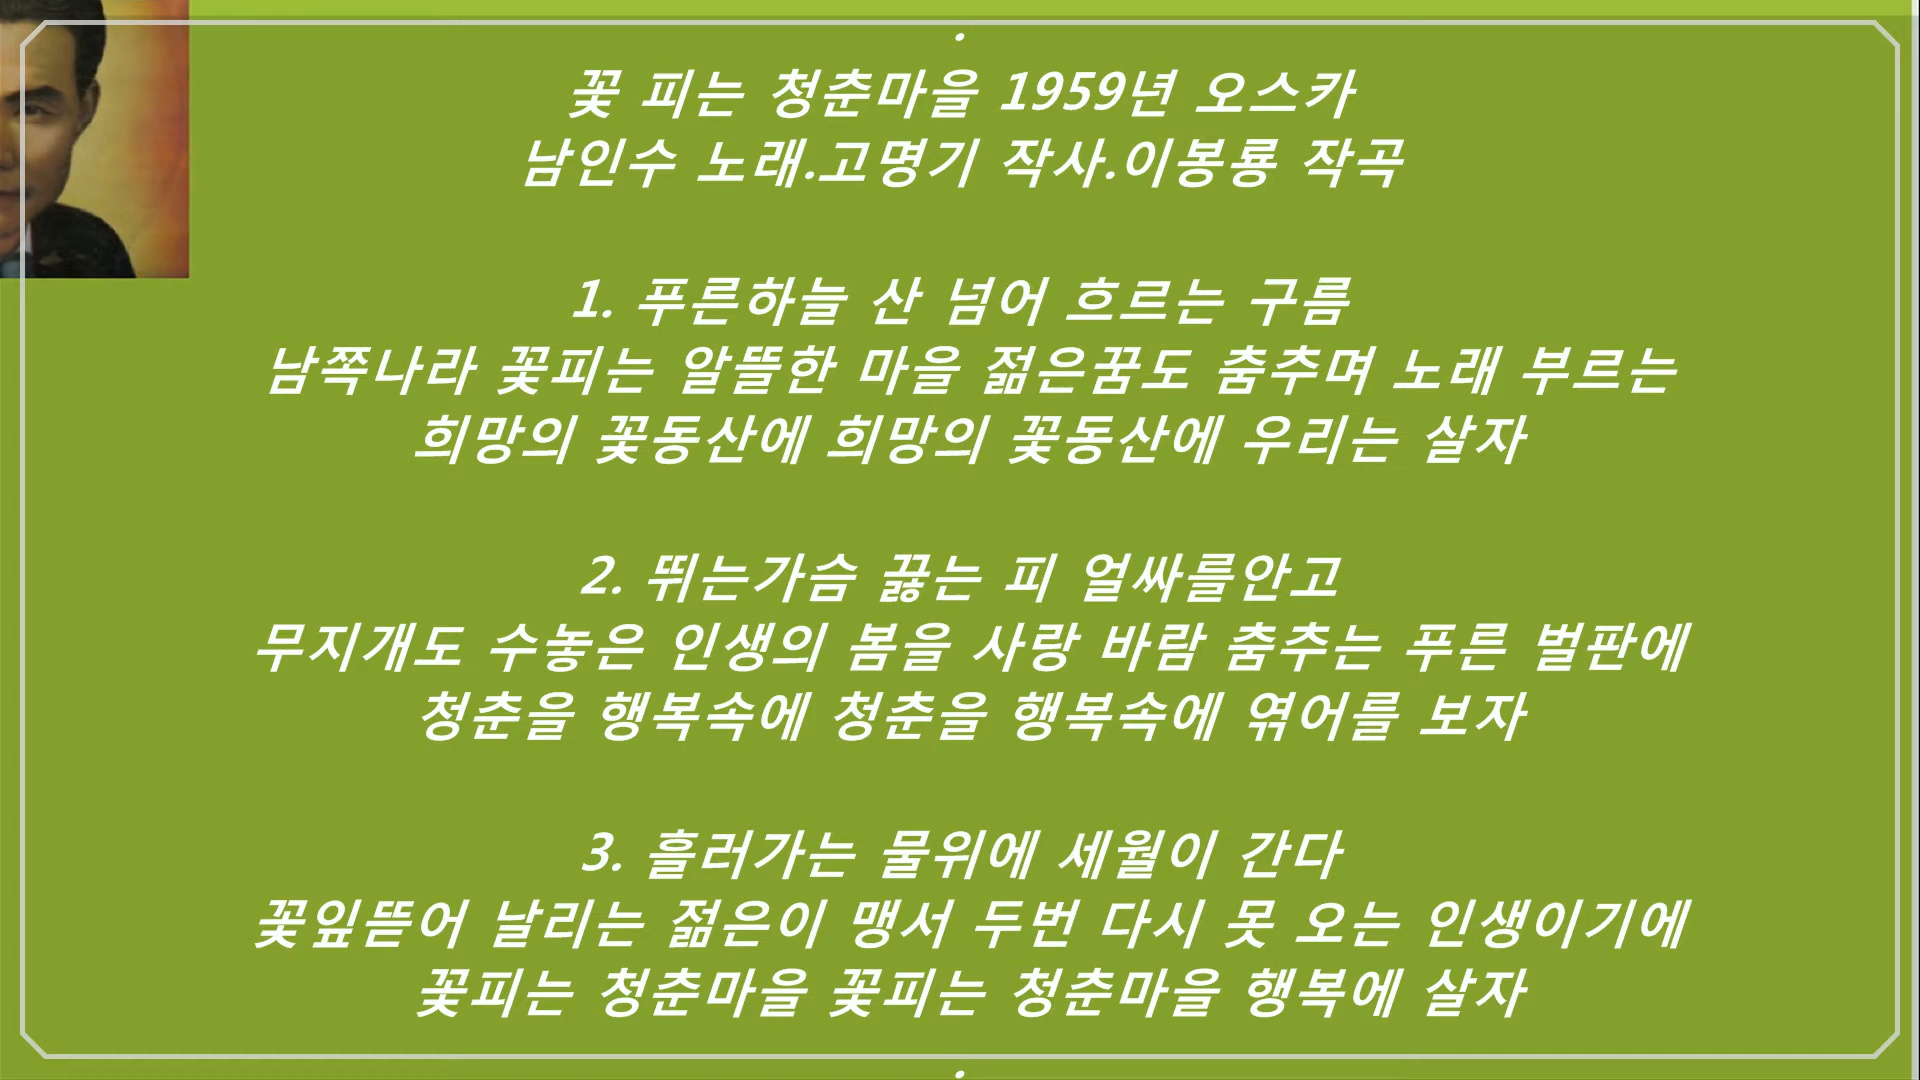 꽃 피는 청춘마을 1959년 오스카
남인수 노래.고명기 작사.이봉룡 작곡
1. 푸른하늘 산 넘어 흐르는 구름
남쪽나라 꽃피는 알뜰한 마을 젊은꿈도 춤추며 노래 부르는
희망의 꽃동산에 희망의 꽃동산에 우리는 살자
2. 뛰는가슴 끓는 피 얼싸를안고
무지개도 수놓은 인생의 봄을 사랑 바람 춤추는 푸른 벌판에
청춘을 행복속에 청춘을 행복속에 엮어를 보자
3. 흘러가는 물위에 세월이 간다
꽃잎뜯어 날리는 젊은이 맹서 두번 다시 못 오는 인생이기에
꽃피는 청춘마을 꽃피는 청춘마을 행복에 살자